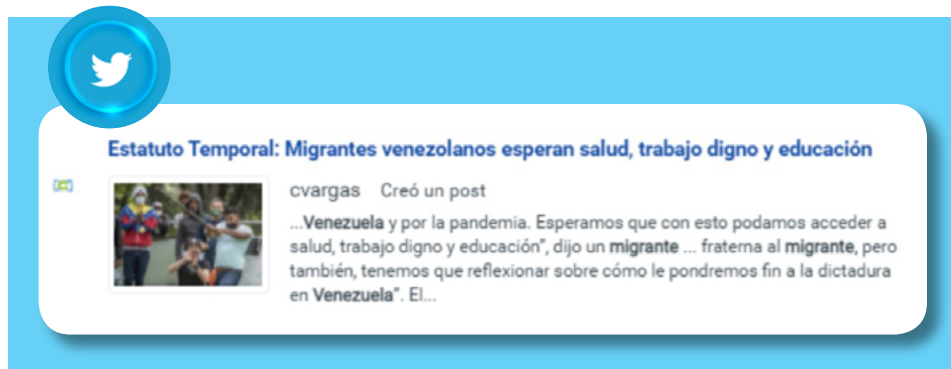 Estatuto Temporal: Migrantes venezolanos esperan salud, trabajo digno y educación
cvargas Creó un post
...Venezuela y por la pandemia. Esperamos que con esto podamos acceder a
salud, trabajo digno y educación”, dijo un migrante ... fraterna al migrante, pero
también, tenemos que reflexionar sobre cómo le pondremos fin a la dictadura
en Venezuela”. El...